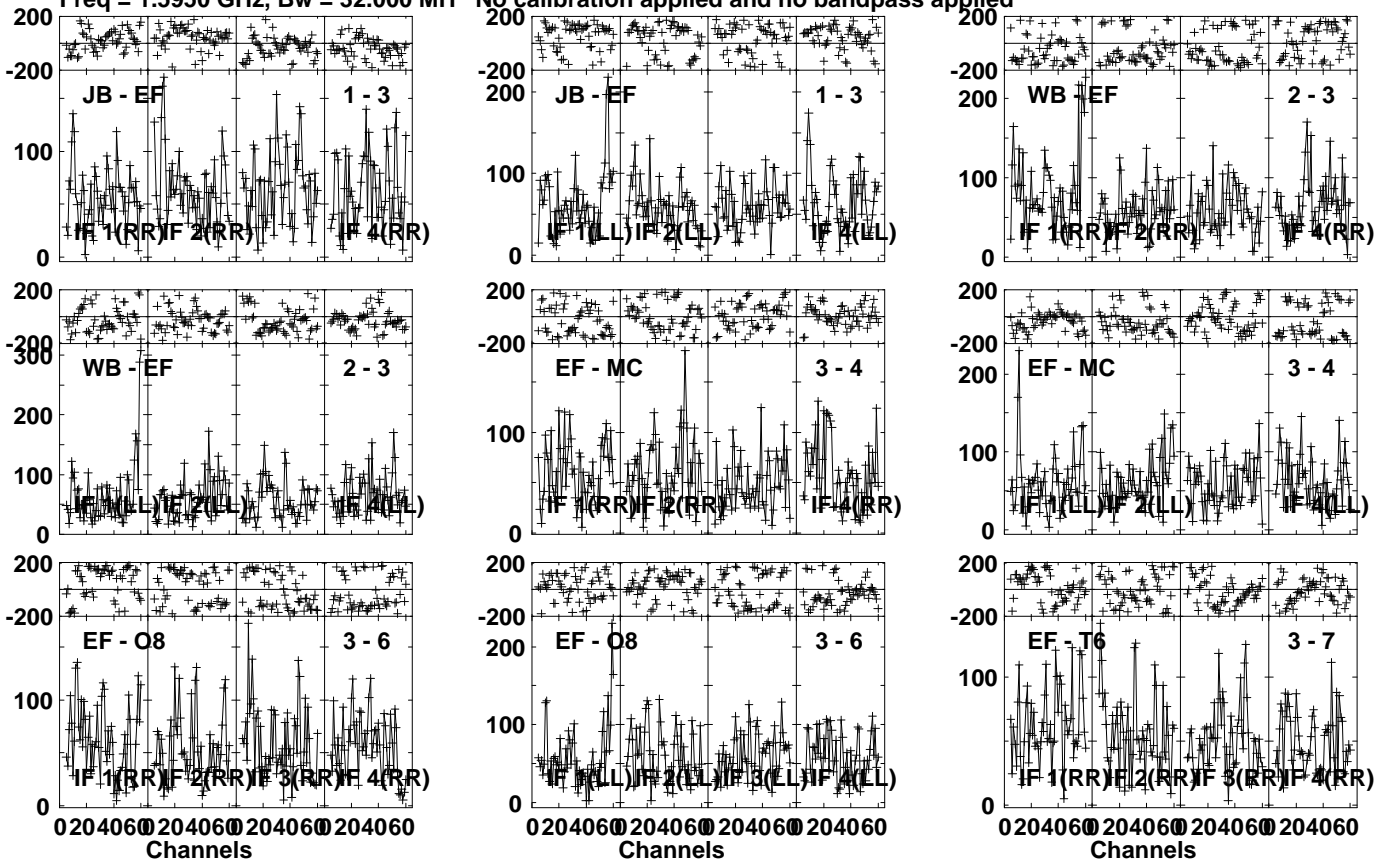 Freq = 1.5950 GHz, Bw = 32.000 MH No calibration applied and no bandpass applied
200
-200
JB - EF 1 - 3
100
0
IF 1(RR) IF 2(RR) IF 4(RR)
200
-200
JB - EF 1 - 3
200
100
0
IF 1(LL) IF 2(LL) IF 4(LL)
200
-200
WB - EF 2 - 3
200
100
0
IF 1(RR) IF 2(RR) IF 4(RR)
200
-200
300
WB - EF 2 - 3
200
100
0
IF 1(LL) IF 2(LL) IF 4(LL)
200
-200
EF - MC 3 - 4
100
0
IF 1(RR) IF 2(RR) IF 4(RR)
200
-200
EF - MC 3 - 4
200
100
0
IF 1(LL) IF 2(LL) IF 4(LL)
200
-200
EF - O8 3 - 6
100
0
IF 1(RR) IF 2(RR) IF 3(RR) IF 4(RR)
0 20 40 60 0 20 40 60 0 20 40 60 0 20 40 60
Channels
200
-200
EF - O8 3 - 6
200
100
0
IF 1(LL) IF 2(LL) IF 3(LL) IF 4(LL)
0 20 40 60 0 20 40 60 0 20 40 60 0 20 40 60
Channels
200
-200
EF - T6 3 - 7
100
0
IF 1(RR) IF 2(RR) IF 3(RR) IF 4(RR)
0 20 40 60 0 20 40 60 0 20 40 60 0 20 40 60
Channels